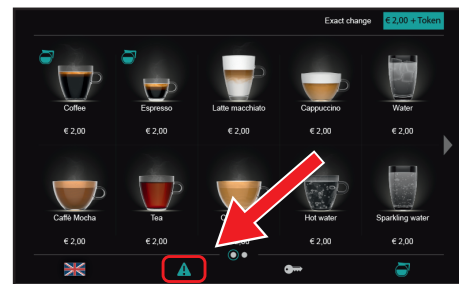 Exact change € 2,00 + Token
Coffee Espresso Latte macchiato Cappuccino Water
€ 2,00 € 2,00 € 2,00 € 2,00 € 2,00
Caffè Mocha Tea Hot water Sparkling water
€ 2,00 € 2,00 2,00 € 2,00 € 2,00